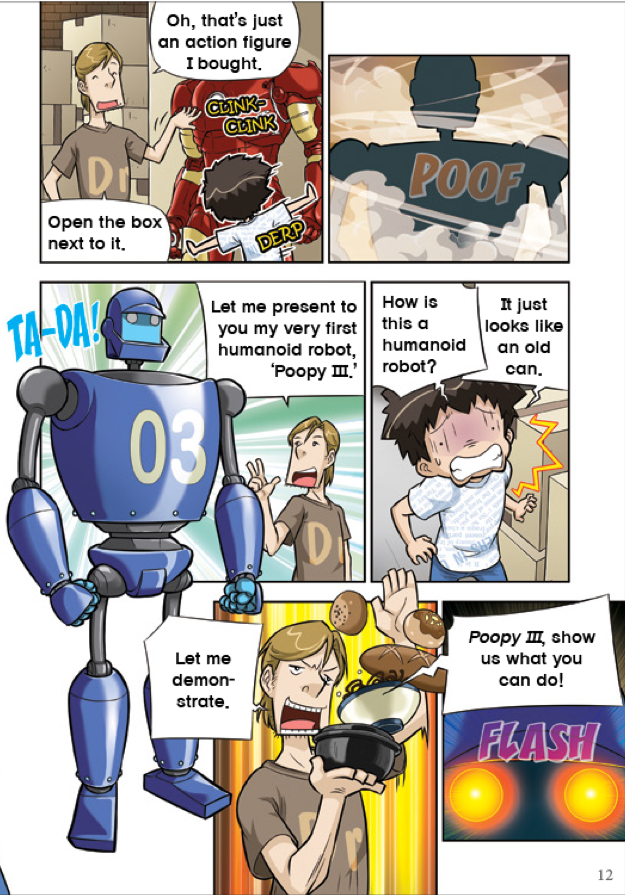 Oh, that's just
an action figure
I bought.
CLINK-
CLINK
D
DERP
Open the box
next to it.
POOF
TA-DA!
Let me present to
you my very first
humanoid robot,
'Poopy III.'
03
D
How is
this a
humanoid
robot?
It just
looks like
an old
can.
Let me
demon-
strate.
Poopy III, show
us what you
can do!
FLASH
Dr
12